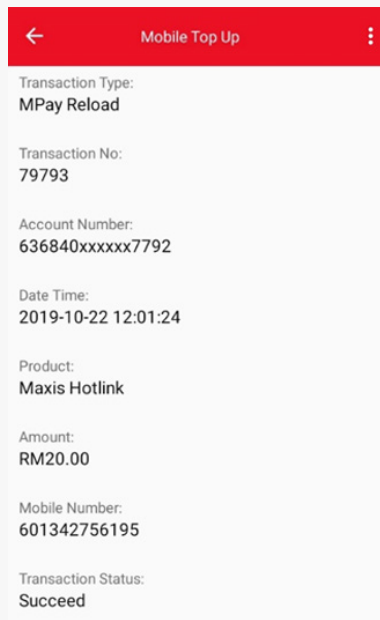 Mobile Top Up
Transaction Type:
MPay Reload
Transaction No:
79793
Account Number:
636840xxxxxx7792
Date Time:
2019-10-22 12:01:24
Product:
Maxis Hotlink
Amount:
RM20.00
Mobile Number:
601342756195
Transaction Status:
Succeed